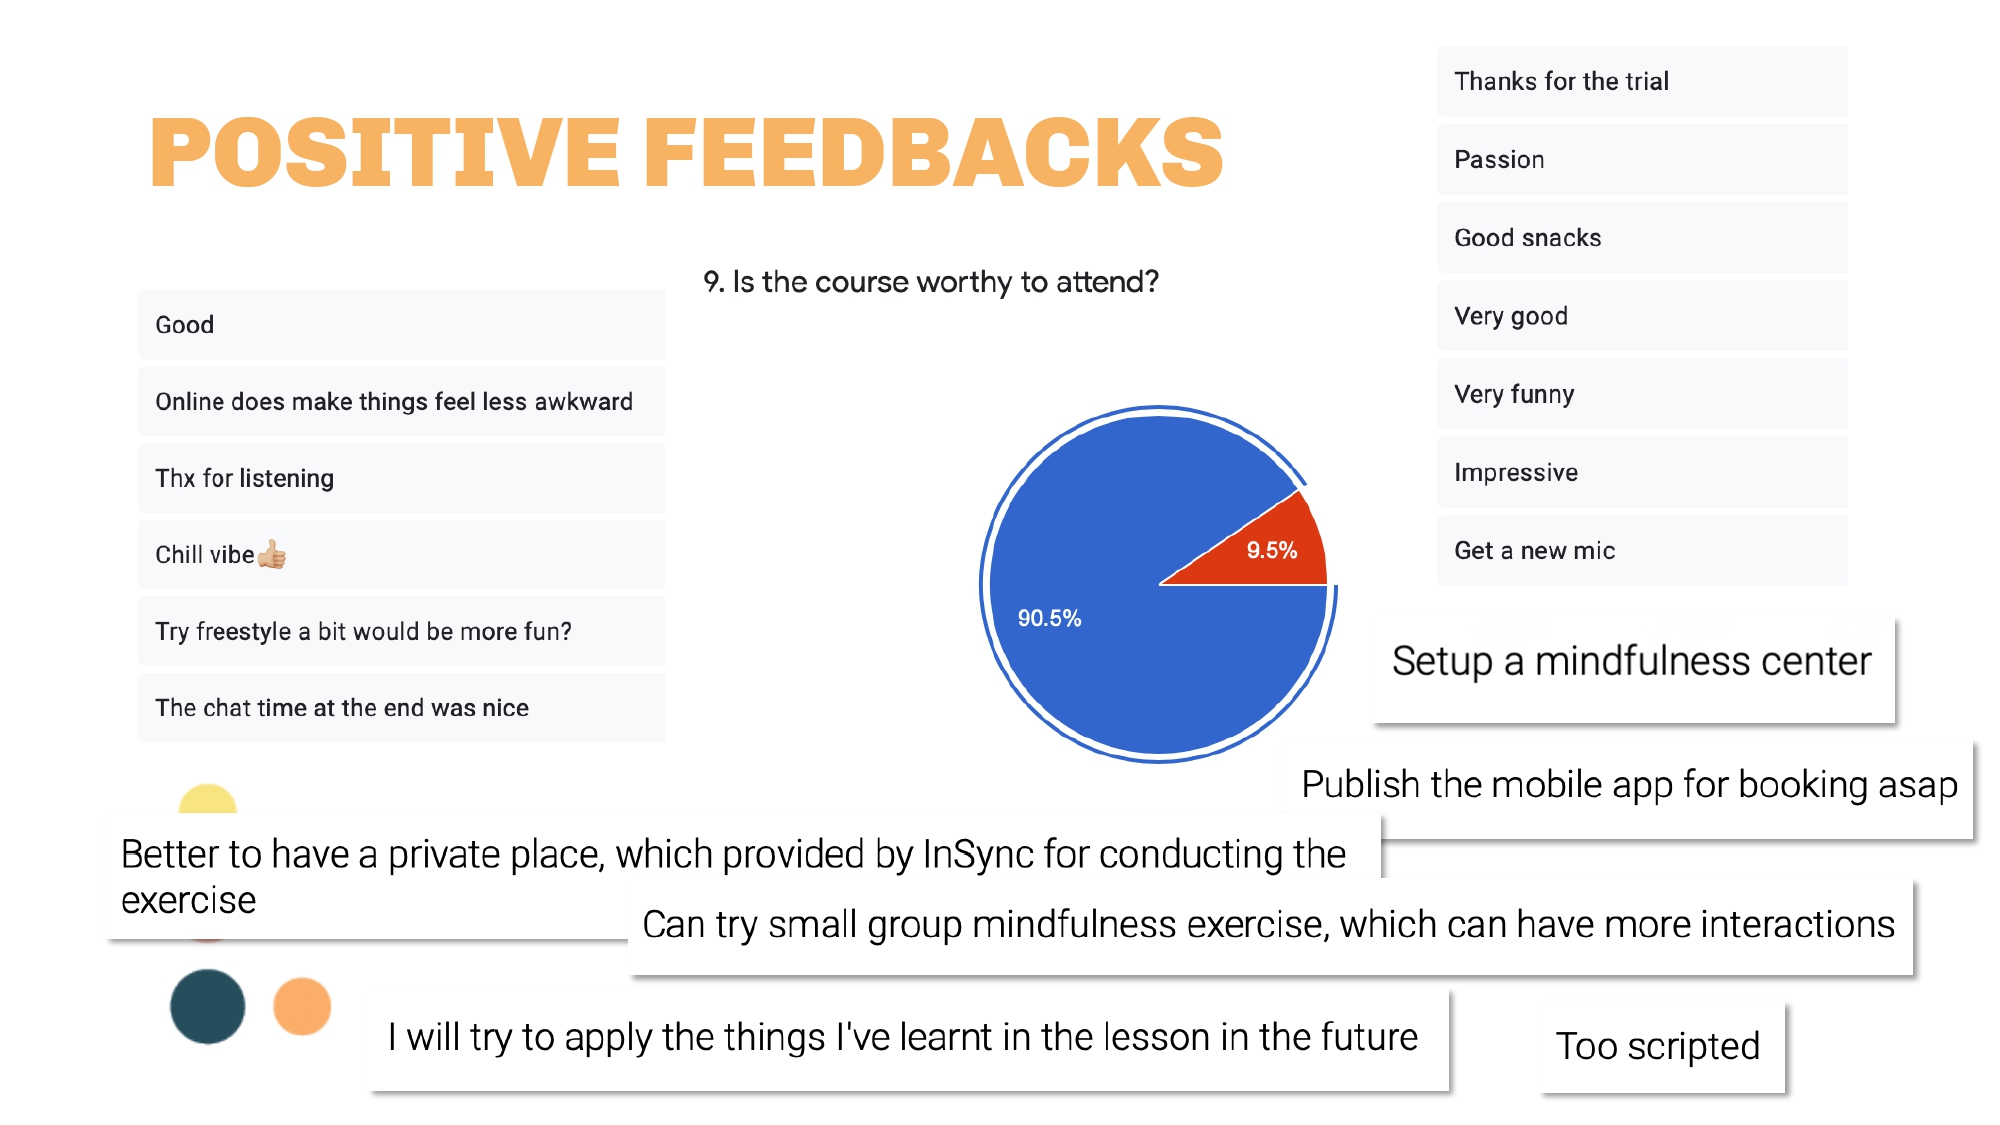 POSITIVE FEEDBACKS
Good
Online does make things feel less awkward
Thx for listening
Chill vibe👍🏼
Try freestyle a bit would be more fun?
The chat time at the end was nice
9. Is the course worthy to attend?
9.5%
90.5%
Thanks for the trial
Passion
Good snacks
Very good
Very funny
Impressive
Get a new mic
Setup a mindfulness center
Publish the mobile app for booking asap
Better to have a private place, which provided by InSync for conducting the
exercise
Can try small group mindfulness exercise, which can have more interactions
I will try to apply the things I've learnt in the lesson in the future
Too scripted